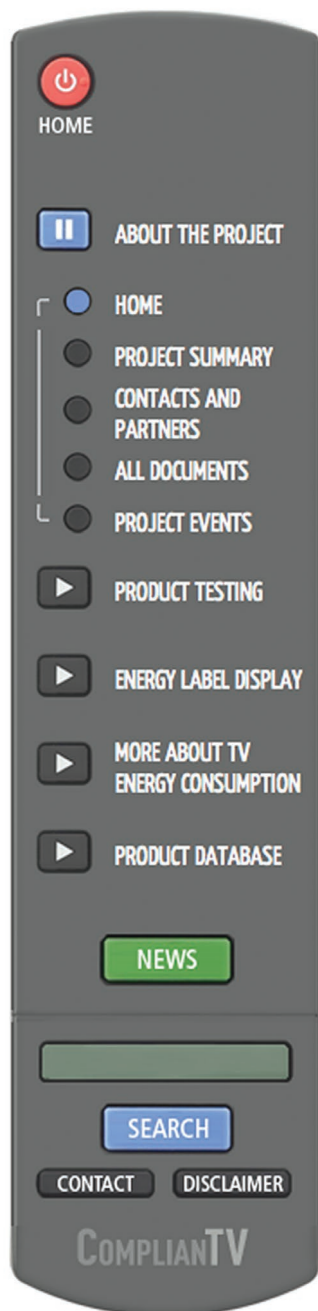 HOME
ABOUT THE PROJECT
HOME
PROJECT SUMMARY
CONTACTS AND
PARTNERS
ALL DOCUMENTS
PROJECT EVENTS
PRODUCT TESTING
ENERGY LABEL DISPLAY
MORE ABOUT TV
ENERGY CONSUMPTION
PRODUCT DATABASE
NEWS
SEARCH
CONTACT DISCLAIMER
COMPLIANTV